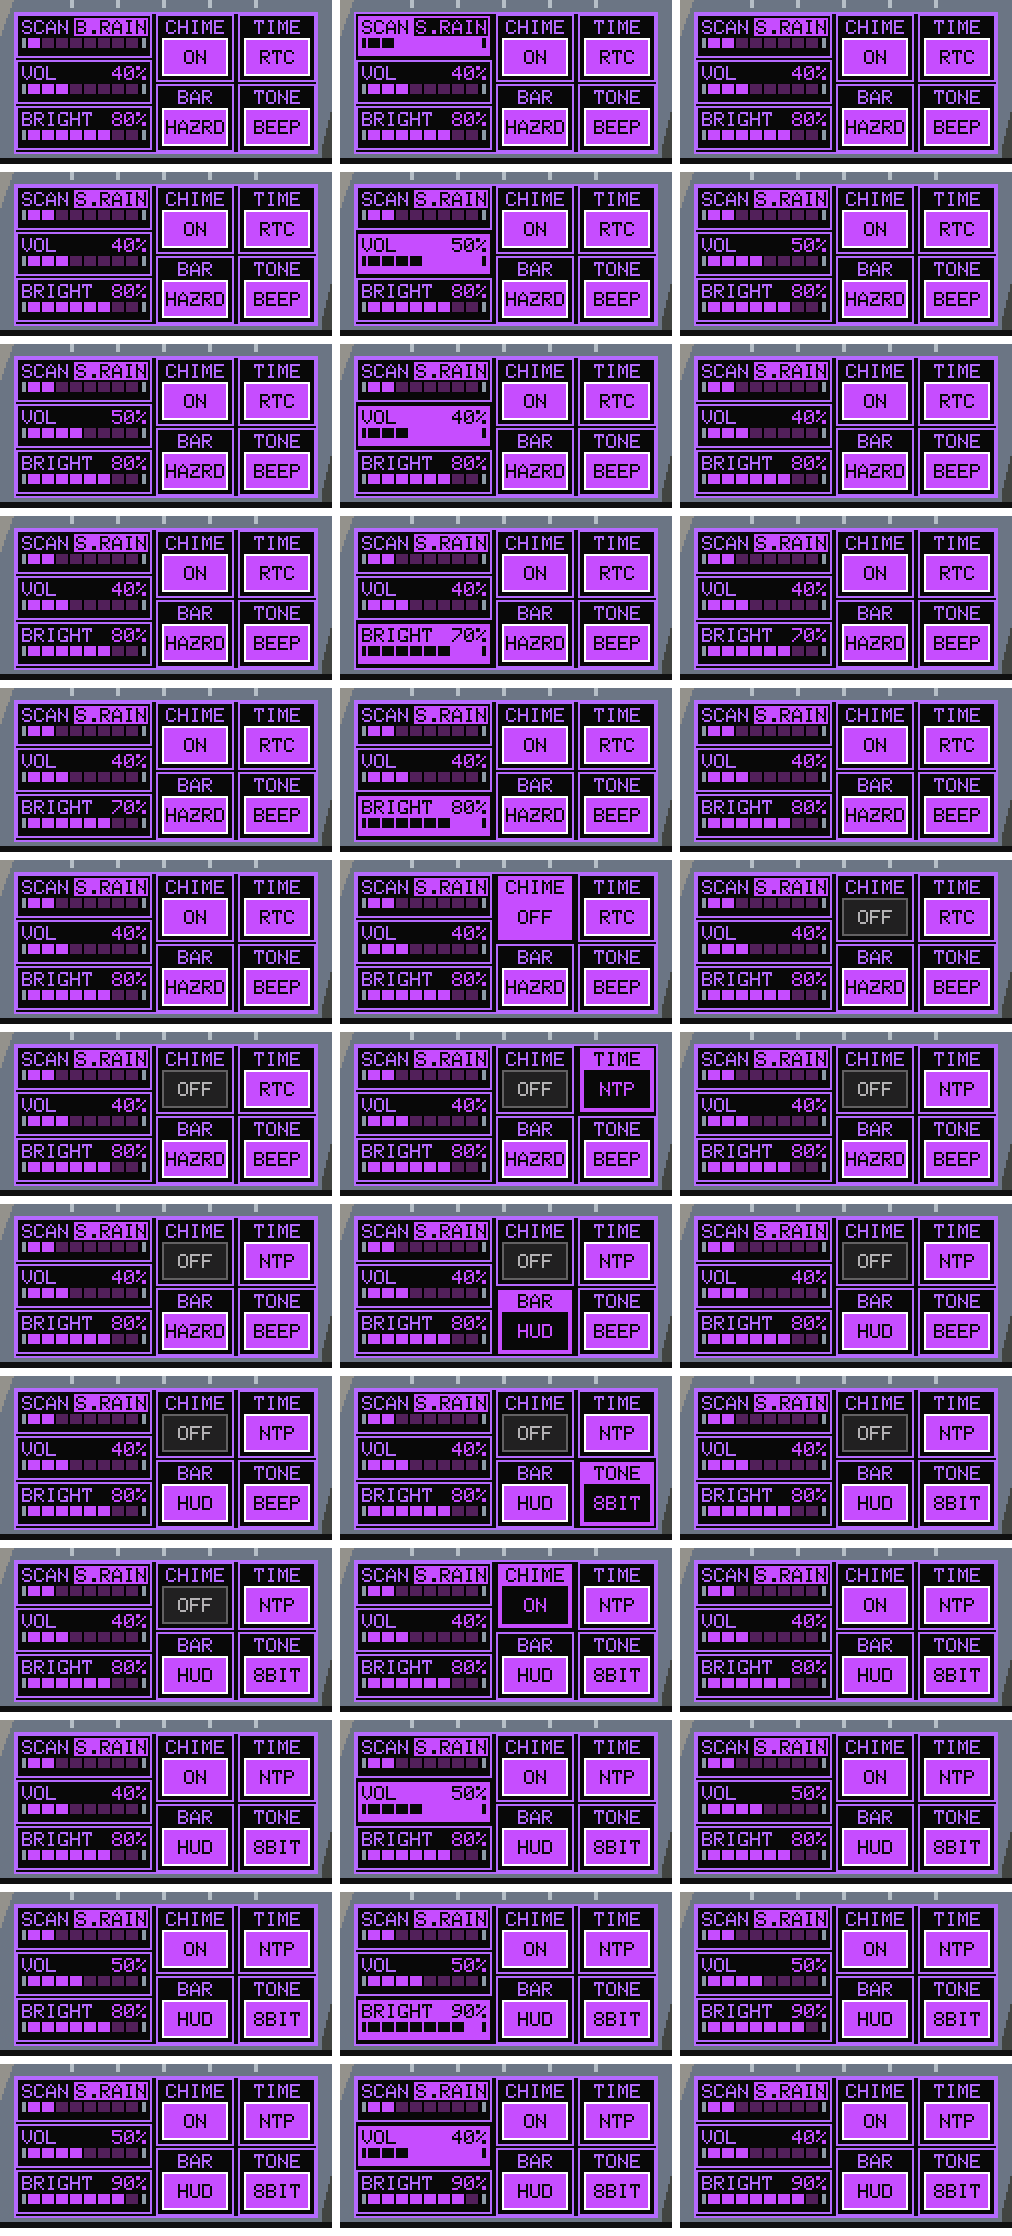 SCAN B.RAIN CHIME TIME SCAN S.RAIN CHIME TIME SCAN S.RAIN CHIME TIME
ON RTC ON RTC ON RTC
VOL 40% VOL 40% VOL 40%
BAR TONE BAR TONE BAR TONE
BRIGHT 80% HAZRD BEEP BRIGHT 80% HAZRD BEEP BRIGHT 80% HAZRD BEEP
SCAN S.RAIN CHIME TIME SCAN S.RAIN CHIME TIME SCAN S.RAIN CHIME TIME
ON RTC ON RTC ON RTC
VOL 40% VOL 50% VOL 50%
BAR TONE BAR TONE BAR TONE
BRIGHT 80% HAZRD BEEP BRIGHT 80% HAZRD BEEP BRIGHT 80% HAZRD BEEP
SCAN S.RAIN CHIME TIME SCAN S.RAIN CHIME TIME SCAN S.RAIN CHIME TIME
ON RTC ON RTC ON RTC
VOL 50% VOL 40% VOL 40%
BAR TONE BAR TONE BAR TONE
BRIGHT 80% HAZRD BEEP BRIGHT 80% HAZRD BEEP BRIGHT 80% HAZRD BEEP
SCAN S.RAIN CHIME TIME SCAN S.RAIN CHIME TIME SCAN S.RAIN CHIME TIME
ON RTC ON RTC ON RTC
VOL 40% VOL 40% VOL 40%
BAR TONE BAR TONE BAR TONE
BRIGHT 80% HAZRD BEEP BRIGHT 70% HAZRD BEEP BRIGHT 70% HAZRD BEEP
SCAN S.RAIN CHIME TIME SCAN S.RAIN CHIME TIME SCAN S.RAIN CHIME TIME
ON RTC ON RTC ON RTC
VOL 40% VOL 40% VOL 40%
BAR TONE BAR TONE BAR TONE
BRIGHT 70% HAZRD BEEP BRIGHT 80% HAZRD BEEP BRIGHT 80% HAZRD BEEP
SCAN S.RAIN CHIME TIME SCAN S.RAIN CHIME TIME SCAN S.RAIN CHIME TIME
ON RTC OFF RTC OFF RTC
VOL 40% VOL 40% VOL 40%
BAR TONE BAR TONE BAR TONE
BRIGHT 80% HAZRD BEEP BRIGHT 80% HAZRD BEEP BRIGHT 80% HAZRD BEEP
SCAN S.RAIN CHIME TIME SCAN S.RAIN CHIME TIME SCAN S.RAIN CHIME TIME
OFF RTC OFF NTP OFF NTP
VOL 40% VOL 40% VOL 40%
BAR TONE BAR TONE BAR TONE
BRIGHT 80% HAZRD BEEP BRIGHT 80% HAZRD BEEP BRIGHT 80% HAZRD BEEP
SCAN S.RAIN CHIME TIME SCAN S.RAIN CHIME TIME SCAN S.RAIN CHIME TIME
OFF NTP OFF NTP OFF NTP
VOL 40% VOL 40% VOL 40%
BAR TONE BAR TONE BAR TONE
BRIGHT 80% HAZRD BEEP BRIGHT 80% HUD BEEP BRIGHT 80% HUD BEEP
SCAN S.RAIN CHIME TIME SCAN S.RAIN CHIME TIME SCAN S.RAIN CHIME TIME
OFF NTP OFF NTP OFF NTP
VOL 40% VOL 40% VOL 40%
BAR TONE BAR TONE BAR TONE
BRIGHT 80% HUD BEEP BRIGHT 80% HUD 8BIT BRIGHT 80% HUD 8BIT
SCAN S.RAIN CHIME TIME SCAN S.RAIN CHIME TIME SCAN S.RAIN CHIME TIME
OFF NTP ON NTP ON NTP
VOL 40% VOL 40% VOL 40%
BAR TONE BAR TONE BAR TONE
BRIGHT 80% HUD 8BIT BRIGHT 80% HUD 8BIT BRIGHT 80% HUD 8BIT
SCAN S.RAIN CHIME TIME SCAN S.RAIN CHIME TIME SCAN S.RAIN CHIME TIME
ON NTP ON NTP ON NTP
VOL 40% VOL 50% VOL 50%
BAR TONE BAR TONE BAR TONE
BRIGHT 80% HUD 8BIT BRIGHT 80% HUD 8BIT BRIGHT 80% HUD 8BIT
SCAN S.RAIN CHIME TIME SCAN S.RAIN CHIME TIME SCAN S.RAIN CHIME TIME
ON NTP ON NTP ON NTP
VOL 50% VOL 50% VOL 50%
BAR TONE BAR TONE BAR TONE
BRIGHT 80% HUD 8BIT BRIGHT 90% HUD 8BIT BRIGHT 90% HUD 8BIT
SCAN S.RAIN CHIME TIME SCAN S.RAIN CHIME TIME SCAN S.RAIN CHIME TIME
ON NTP ON NTP ON NTP
VOL 50% VOL 40% VOL 40%
BAR TONE BAR TONE BAR TONE
BRIGHT 90% HUD 8BIT BRIGHT 90% HUD 8BIT BRIGHT 90% HUD 8BIT